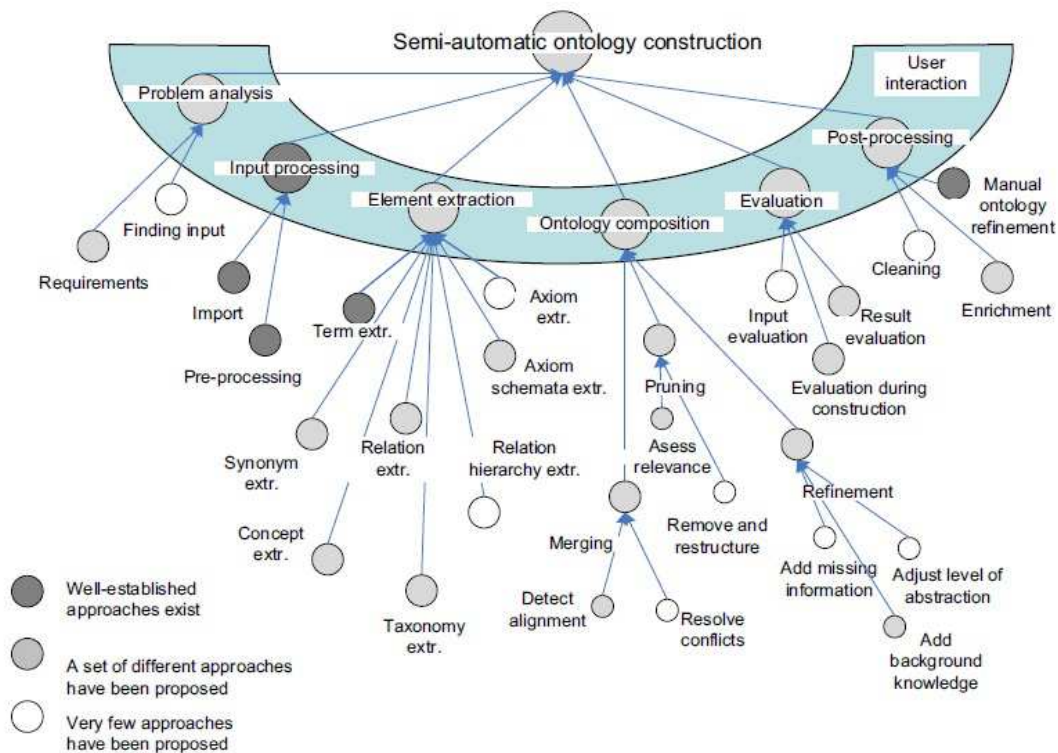 Semi-automatic ontology construction
User
interaction
Problem analysis
Post-processing
Input processing
Manual
ontology
refinement
Element extraction
Evaluation
Ontology composition
Finding input
Requirements
Cleaning
Import
Axiom
extr.
Term extr.
Input
evaluation
Result
evaluation
Enrichment
Pre-processing
Axiom
schemata extr.
Pruning
Evaluation during
construction
Synonym
extr.
Relation
extr.
Relation
hierarchy extr.
Asess
relevance
Refinement
Concept
extr.
Merging
Remove and
restructure
Add missing
information
Adjust level of
abstraction
Taxonomy
extr.
Detect
alignment
Resolve
conflicts
Add
background
knowledge
Well-established
approaches exist
A set of different approaches
have been proposed
Very few approaches
have been proposed